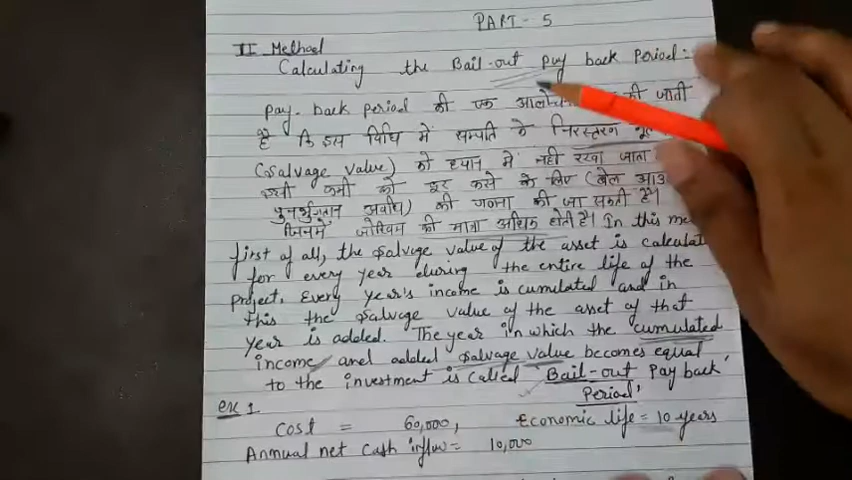 PART - 5
II Method
Calculating the Bail-out pay back Period:-
Pay-back period की एक की जाती
है कि इस विधि में सम्पति के निरस्तरण
(Salvage Value) को ध्यान में नही रखा जाता
इसी कमी को दूर करने के लिए (बेल आउ
पुनर्भुगतान अवधि) की गणना की जा सकती है।
जिनमें जोखिम की मात्रा अधिक होती है। In this me
first of all, the Salvage value of the asset is calculat
for every year during the entire life of the
Project. Every year's income is cumulated and in
this the Salvage value of the asset of that
year is added. The year in which the cumulated
income and added Salvage value becomes equal
to the investment is called 'Bail-out Pay back
Period'
ex 1.
Cost = 60,000, Economic life = 10 years
Annual net cash inflow = 10,000